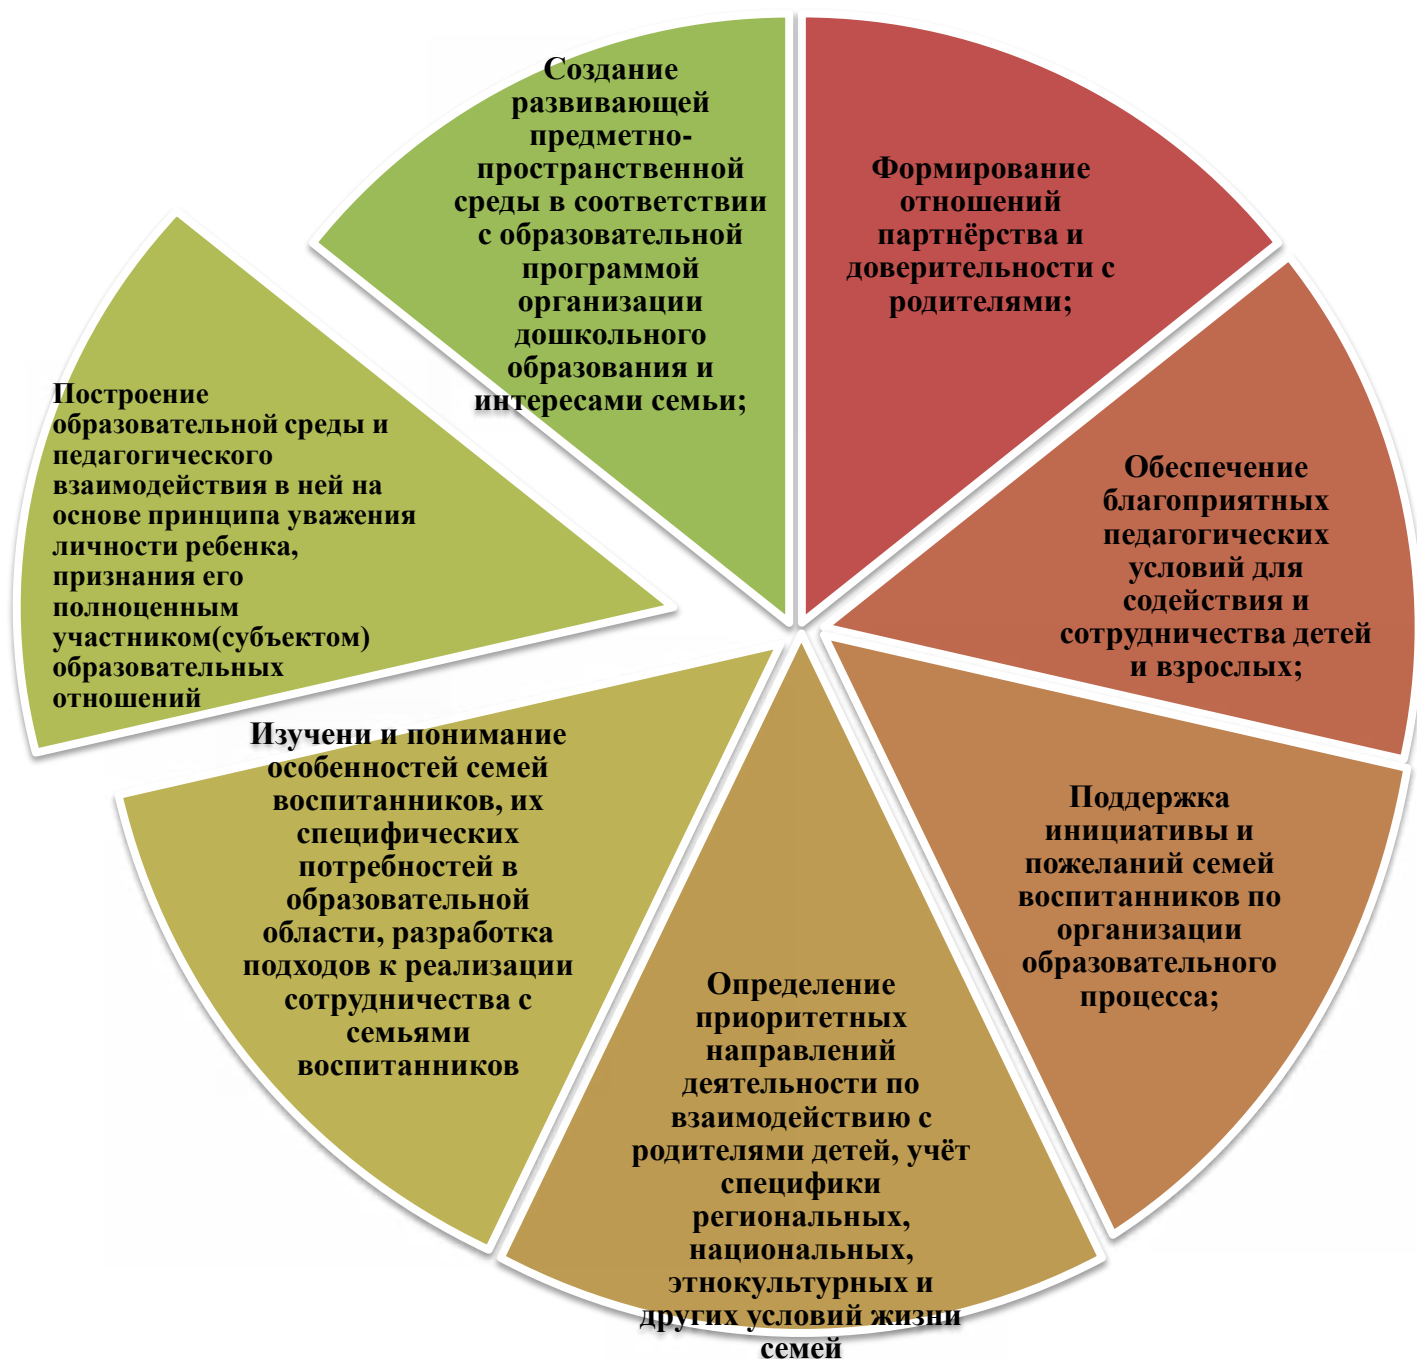 Создание
развивающей
предметно-
пространственной
среды в соответствии
с образовательной
программой
организации
дошкольного
образования и
интересами семьи;
Формирование
отношений
партнёрства и
доверительности с
родителями;
Обеспечение
благоприятных
педагогических
условий для
содействия и
сотрудничества детей
и взрослых;
Поддержка
инициативы и
пожеланий семей
воспитанников по
организации
образовательного
процесса;
Определение
приоритетных
направлений
деятельности по
взаимодействию с
родителями детей, учёт
специфики
региональных,
национальных,
этнокультурных и
других условий жизни
семей
Изучени и понимание
особенностей семей
воспитанников, их
специфических
потребностей в
образовательной
области, разработка
подходов к реализации
сотрудничества с
семьями
воспитанников
Построение
образовательной среды и
педагогического
взаимодействия в ней на
основе принципа уважения
личности ребенка,
признания его
полноценным
участником(субъектом)
образовательных
отношений